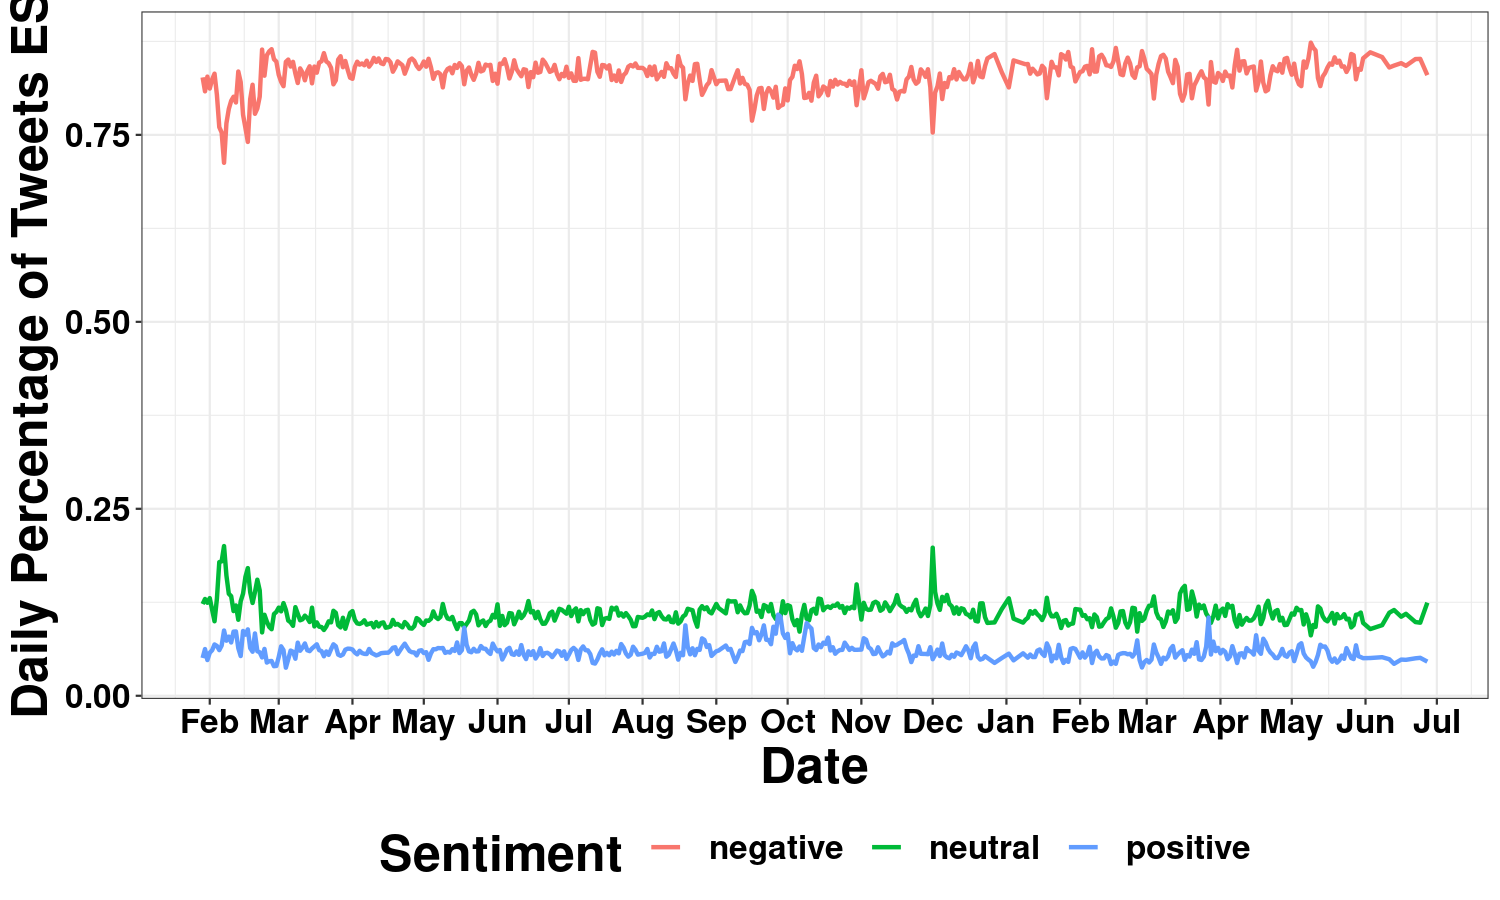 Daily Percentage of Tweets ES
0.75
0.50
0.25
0.00
Feb Mar Apr May Jun Jul Aug Sep Oct Nov Dec Jan Feb Mar Apr May Jun Jul
Date
Sentiment negative neutral positive